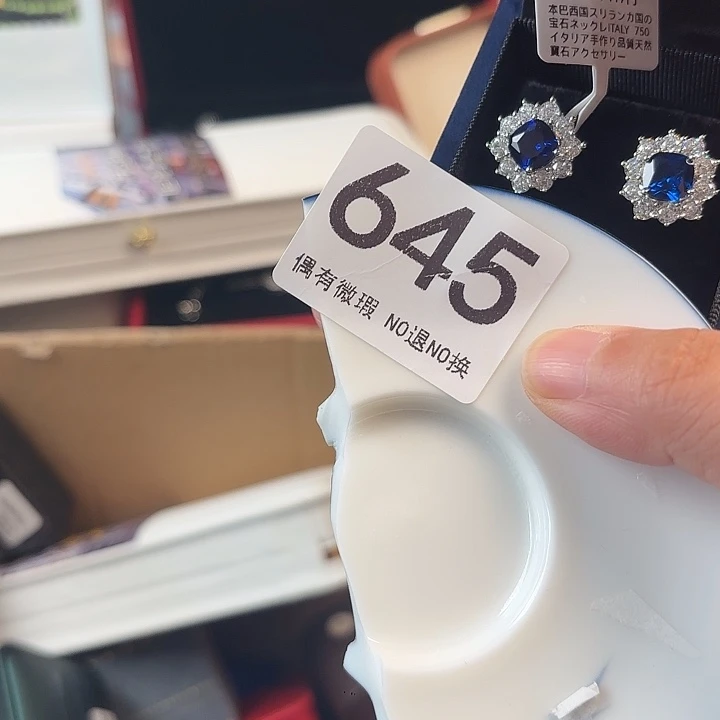 本巴西国スリランカ国の
宝石ネックレITALY 750
イタリア手作り品質天然
寶石アクセサリー
645
偶有微瑕 NO退NO换